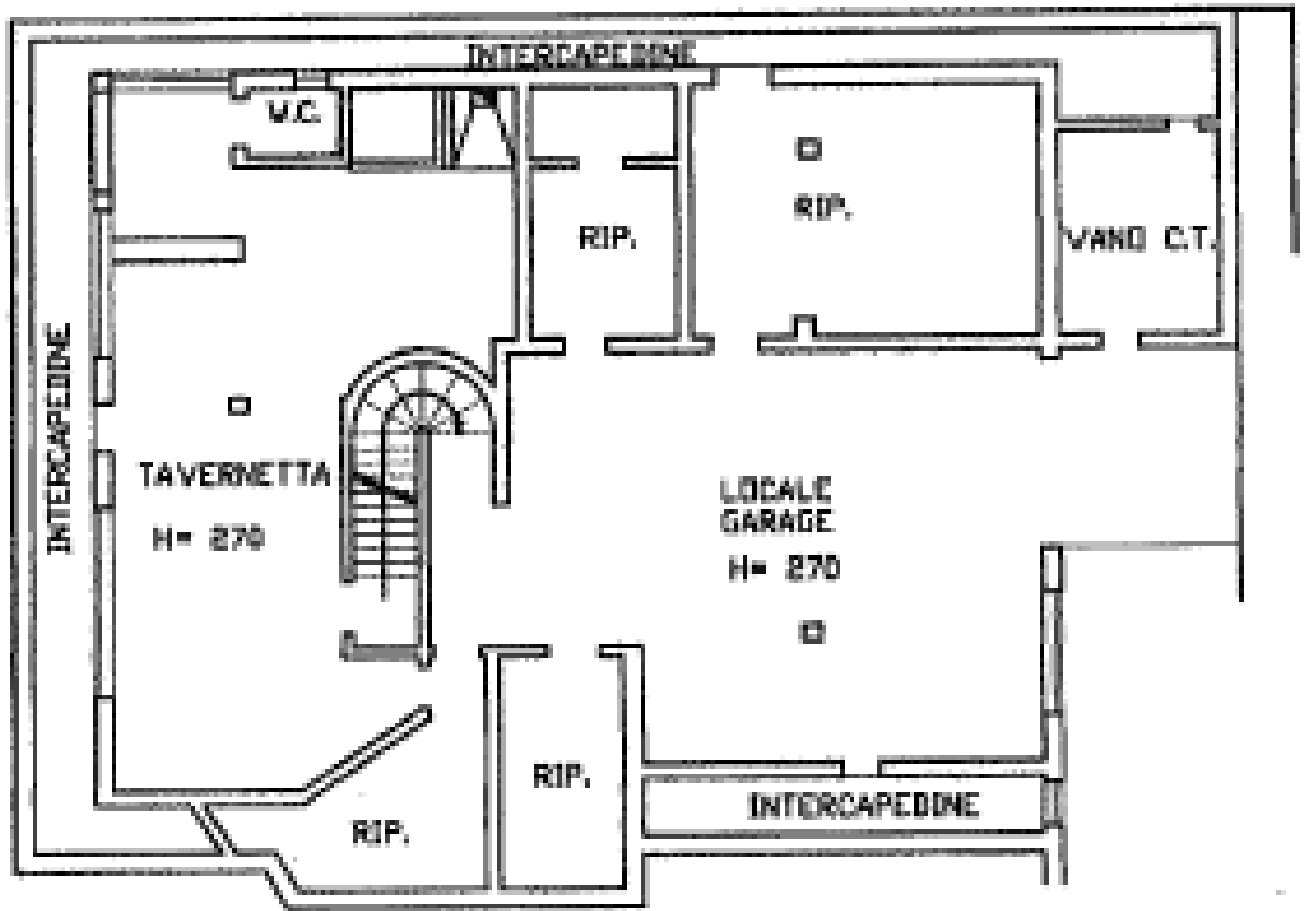 INTERCAPEDINE
W.C.
RIP.
RIP.
VANO C.T.
INTERCAPEDINE
TAVERNETTA
H= 270
LOCALE
GARAGE
H= 270
RIP.
RIP.
INTERCAPEDINE